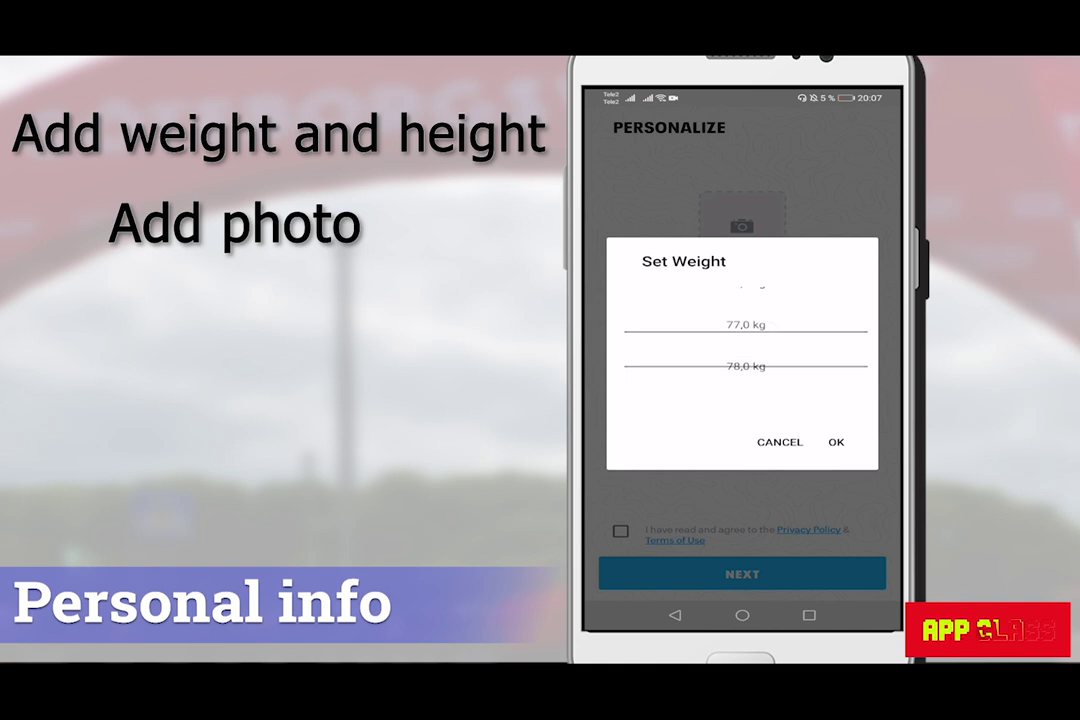 Add weight and height
Add photo
Personal info
Tele2
Tele2
5 %
20:07
PERSONALIZE
Set Weight
77,0 kg
78,0 kg
CANCEL
OK
I have read and agree to the Privacy Policy &
Terms of Use
NEXT
APP CLASS